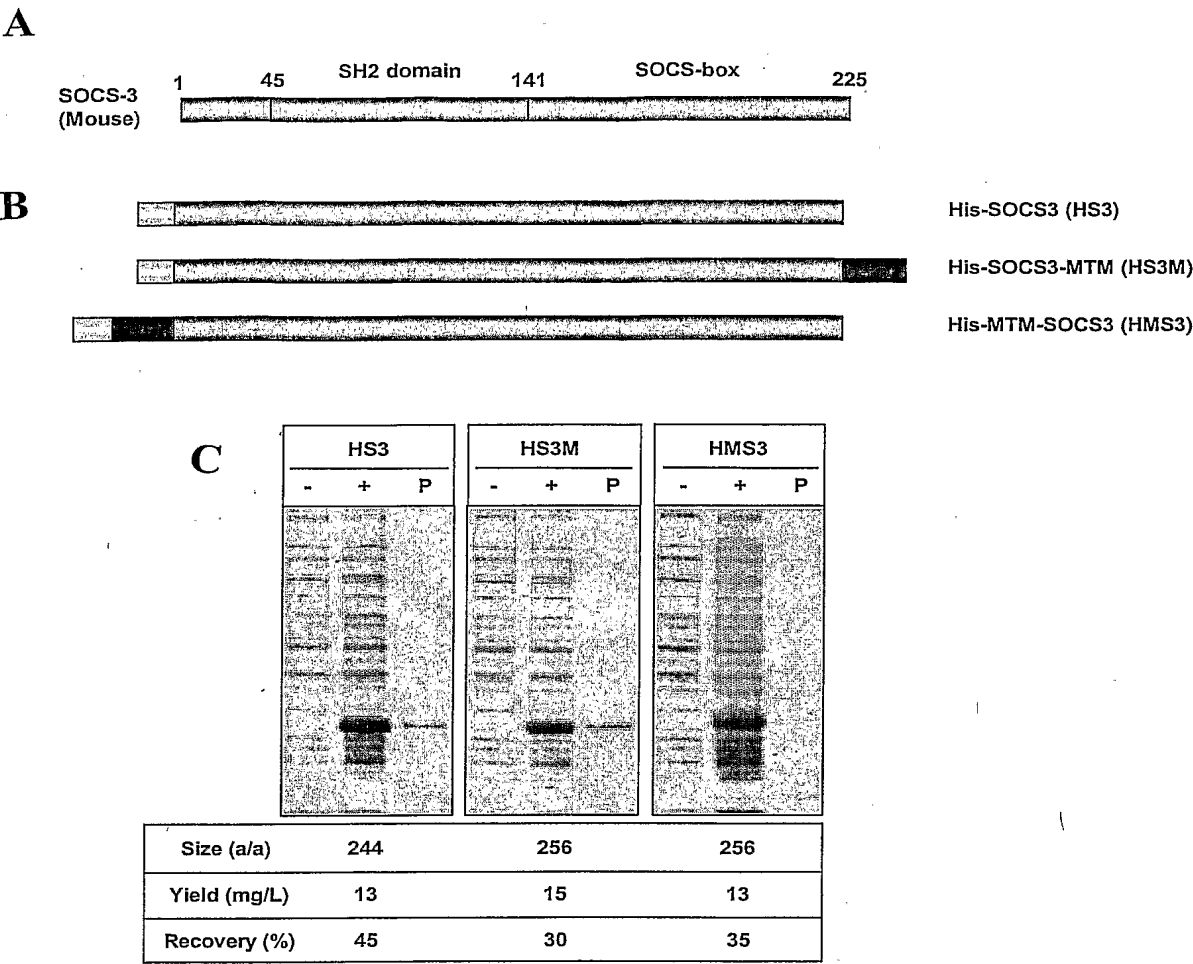 A
1 45 SH2 domain 141 SOCS-box 225
SOCS-3
(Mouse)
B
His-SOCS3 (HS3)
His-SOCS3-MTM (HS3M)
His-MTM-SOCS3 (HMS3)
C
HS3 HS3M HMS3
- + P - + P - + P
Size (a/a) 244 256 256
Yield (mg/L) 13 15 13
Recovery (%) 45 30 35